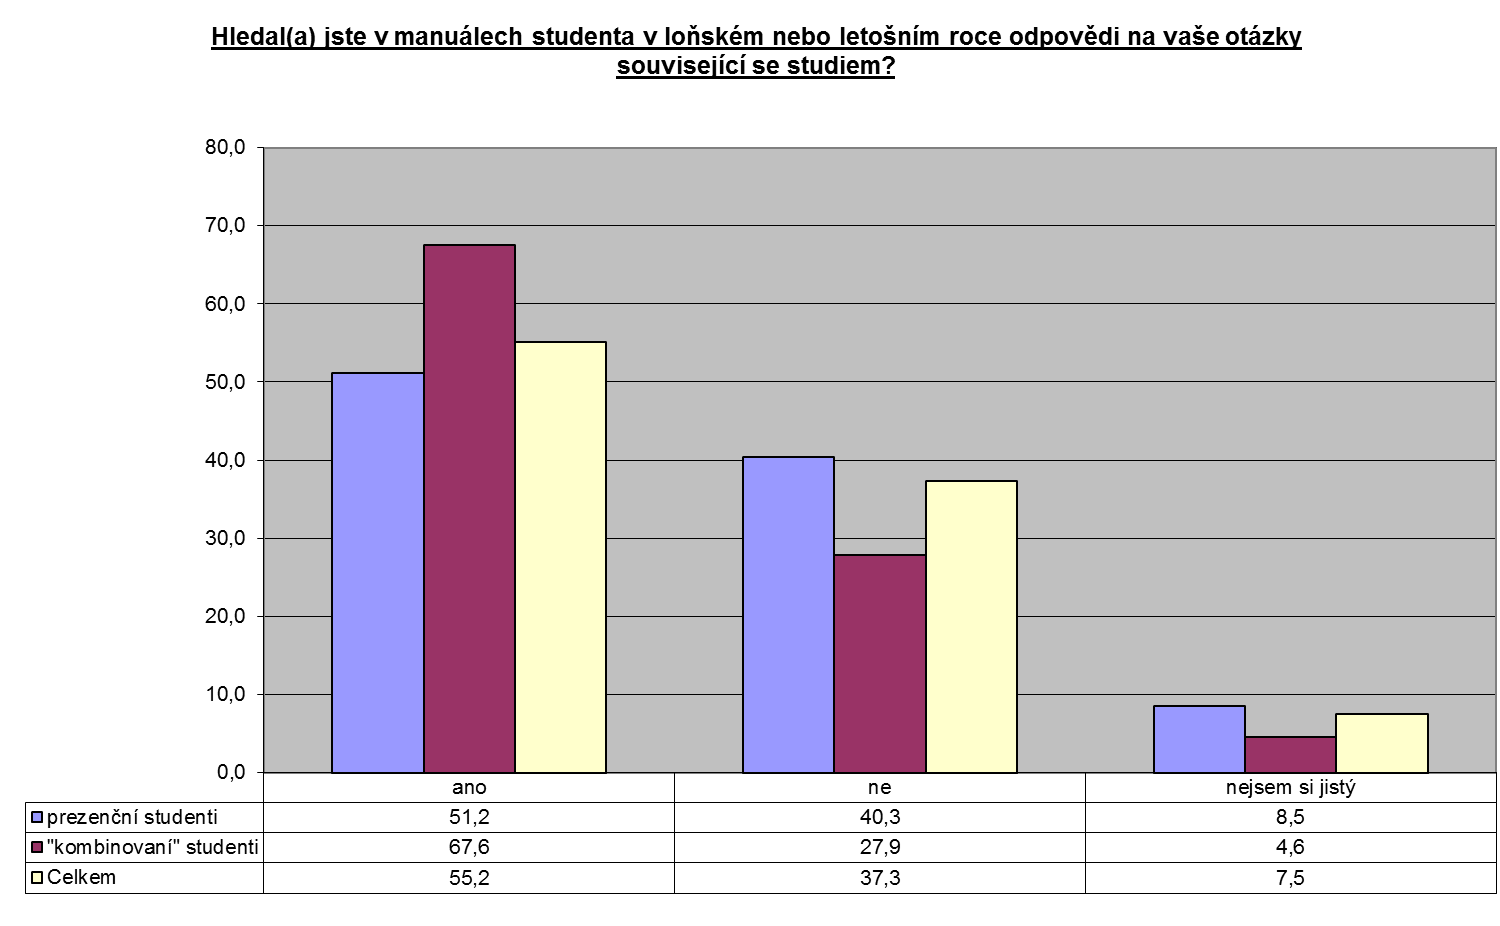 Hledal(a) jste v manuálech studenta v loňském nebo letošním roce odpovědi na vaše otázky
související se studiem?
80,0
70,0
60,0
50,0
40,0
30,0
20,0
10,0
0,0
ano ne nejsem si jistý
prezenční studenti 51,2 40,3 8,5
"kombinovaní" studenti 67,6 27,9 4,6
Celkem 55,2 37,3 7,5